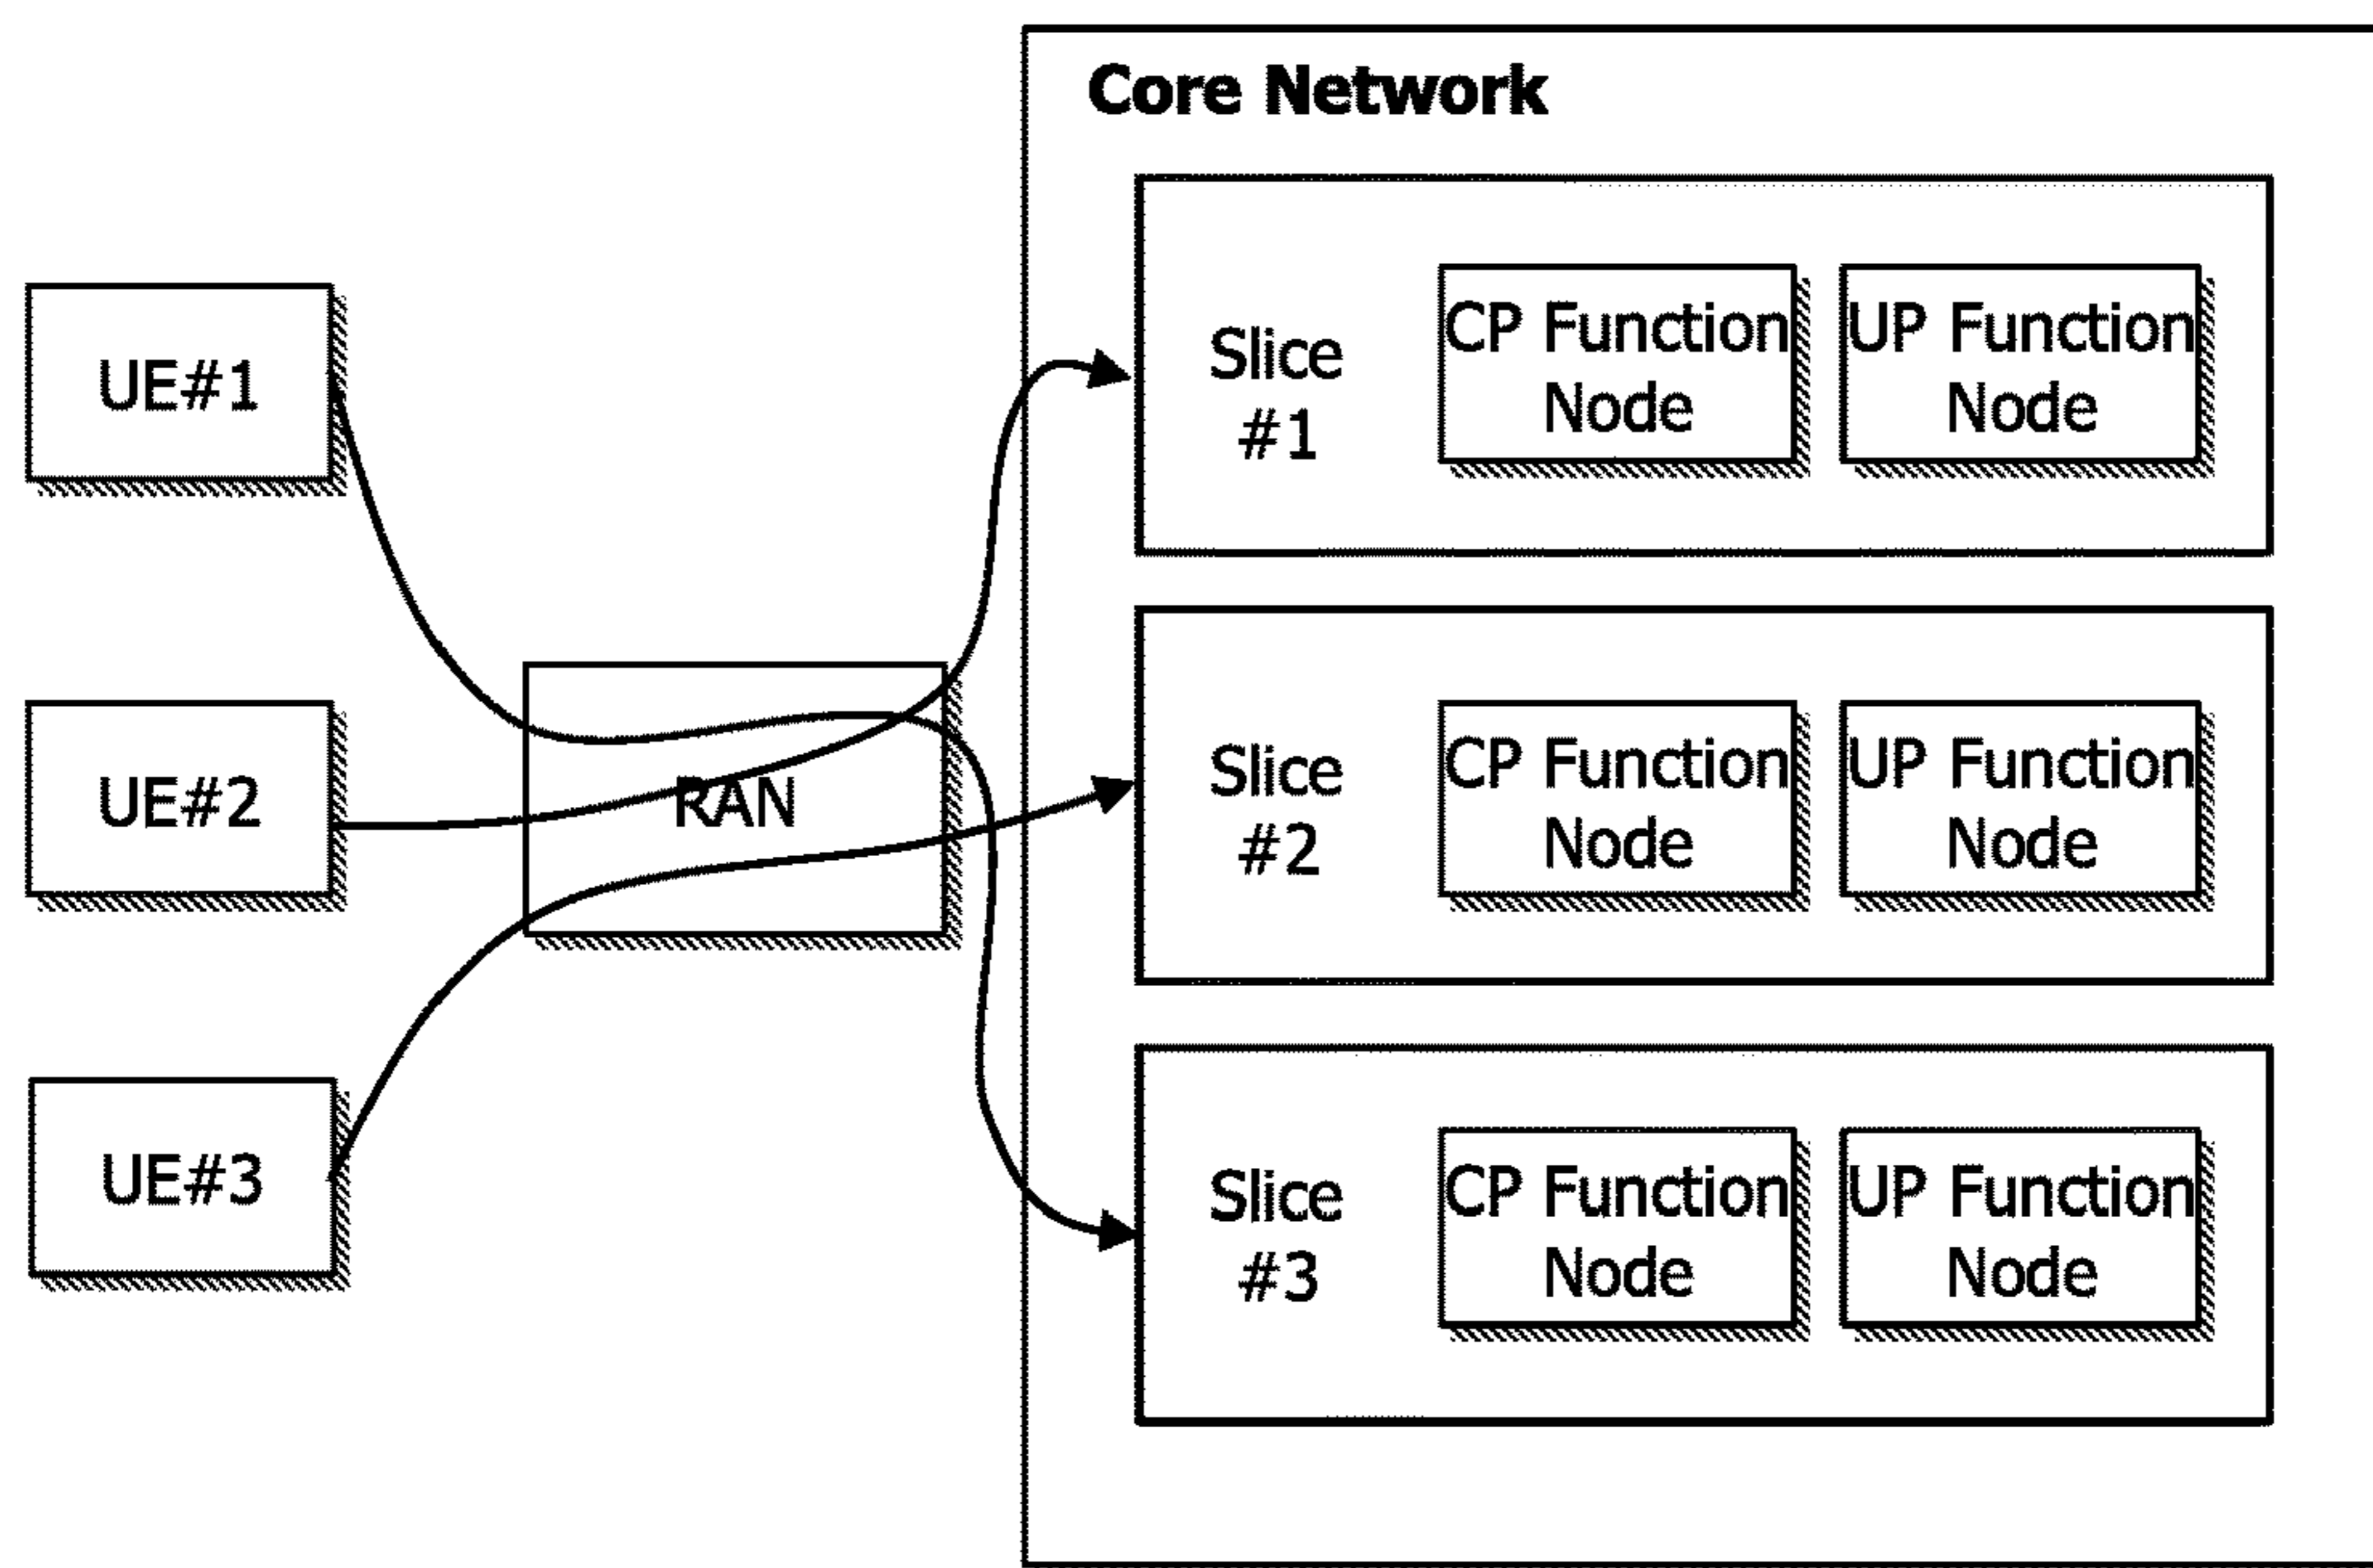 Core Network
UE#1
UE#2
UE#3
RAN
Slice
#1
CP Function
Node
UP Function
Node
Slice
#2
CP Function
Node
UP Function
Node
Slice
#3
CP Function
Node
UP Function
Node